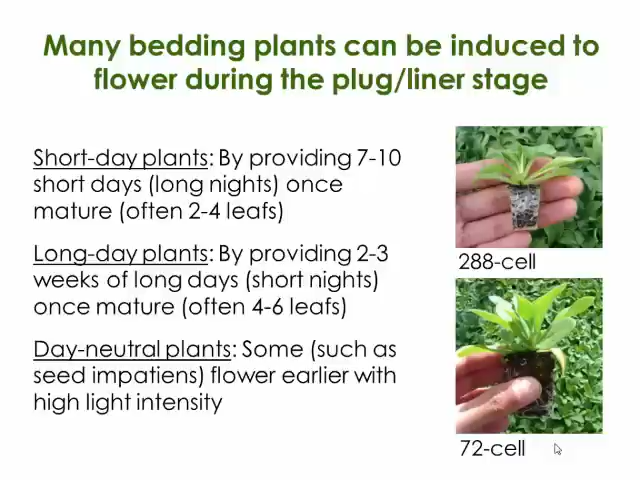 Many bedding plants can be induced to
flower during the plug/liner stage
Short-day plants: By providing 7-10
short days (long nights) once
mature (often 2-4 leafs)
Long-day plants: By providing 2-3
weeks of long days (short nights)
once mature (often 4-6 leafs)
Day-neutral plants: Some (such as
seed impatiens) flower earlier with
high light intensity
288-cell
72-cell